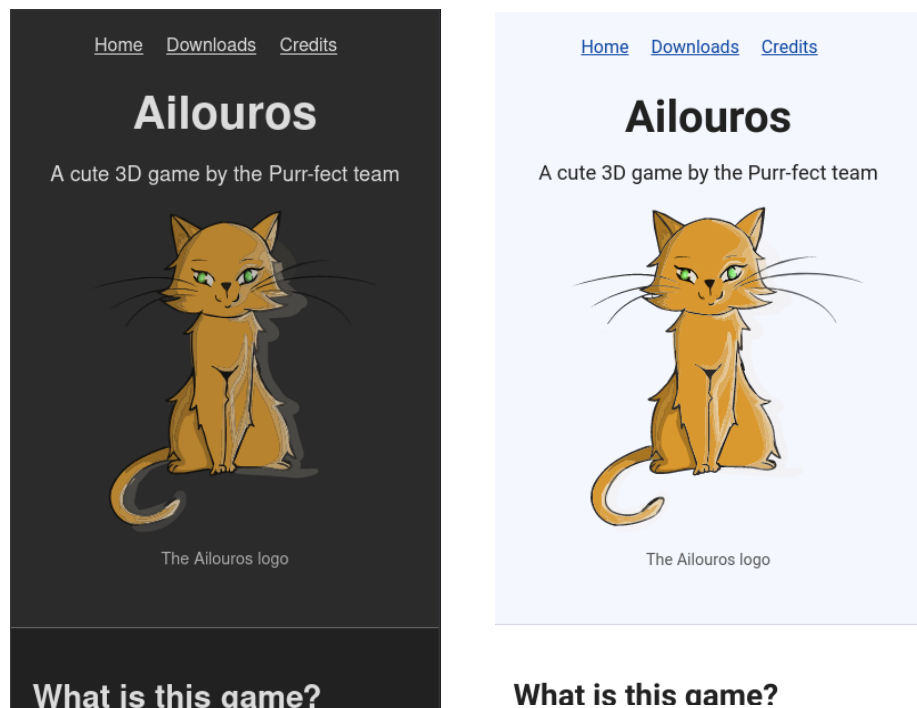 Home Downloads Credits
Ailouros
A cute 3D game by the Purr-fect team
The Ailouros logo
What is this game?
Home Downloads Credits
Ailouros
A cute 3D game by the Purr-fect team
The Ailouros logo
What is this game?